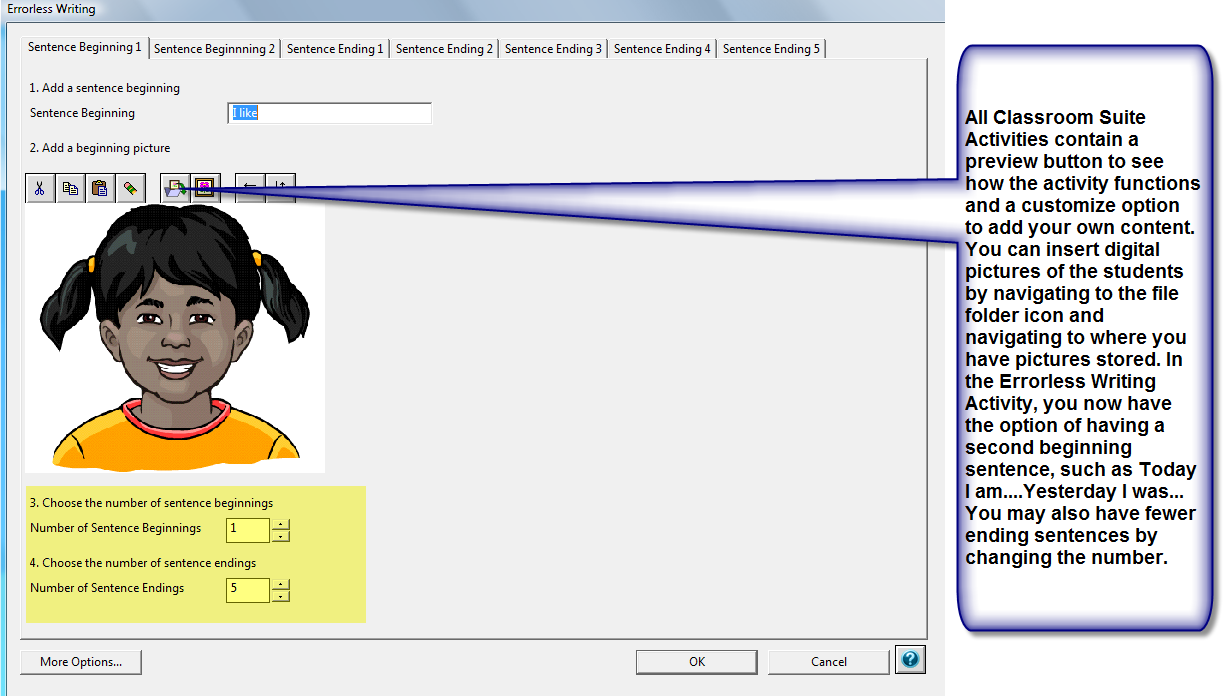 Errorless Writing
Sentence Beginning 1
Sentence Beginnning 2
Sentence Ending 1
Sentence Ending 2
Sentence Ending 3
Sentence Ending 4
Sentence Ending 5
1. Add a sentence beginning
Sentence Beginning
I like
2. Add a beginning picture
3. Choose the number of sentence beginnings
Number of Sentence Beginnings
1
4. Choose the number of sentence endings
Number of Sentence Endings
5
More Options...
OK
Cancel
?
All Classroom Suite
Activities contain a
preview button to see
how the activity functions
and a customize option
to add your own content.
You can insert digital
pictures of the students
by navigating to the file
folder icon and
navigating to where you
have pictures stored. In
the Errorless Writing
Activity, you now have
the option of having a
second beginning
sentence, such as Today
I am....Yesterday I was...
You may also have fewer
ending sentences by
changing the number.